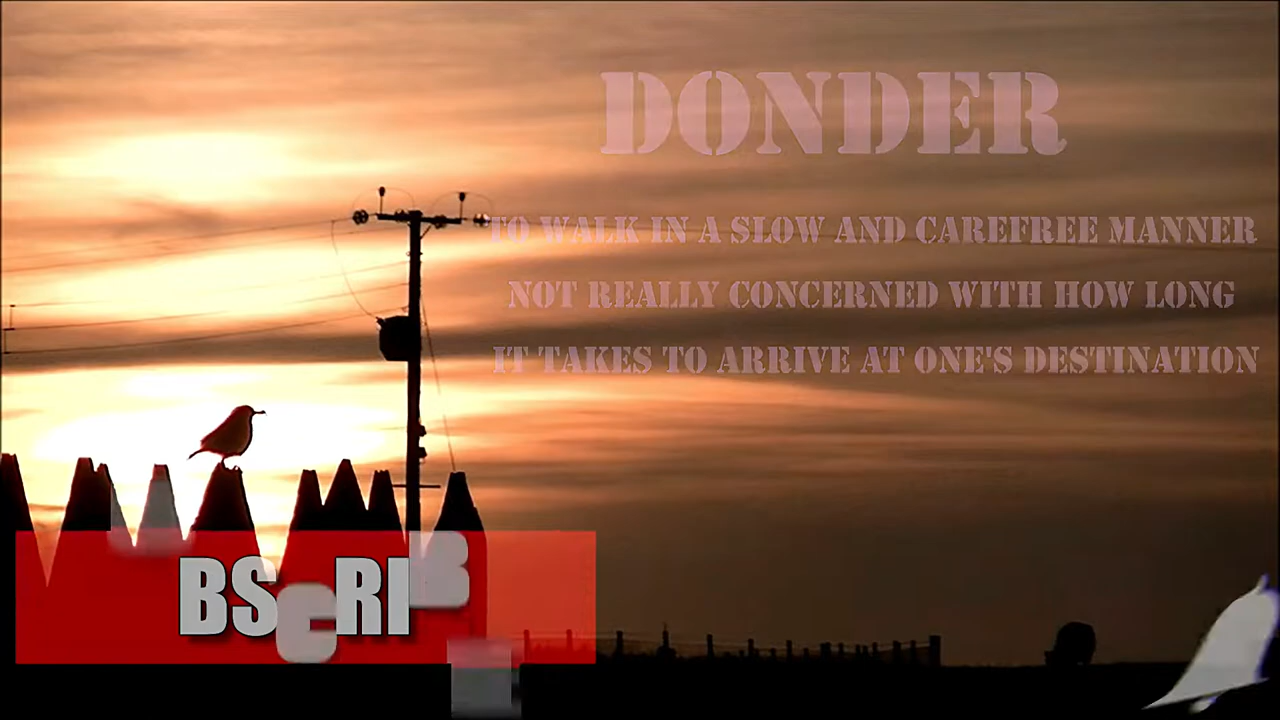 DONDER
TO WALK IN A SLOW AND CAREFREE MANNER
NOT REALLY CONCERNED WITH HOW LONG
IT TAKES TO ARRIVE AT ONE'S DESTINATION
BSCRIB